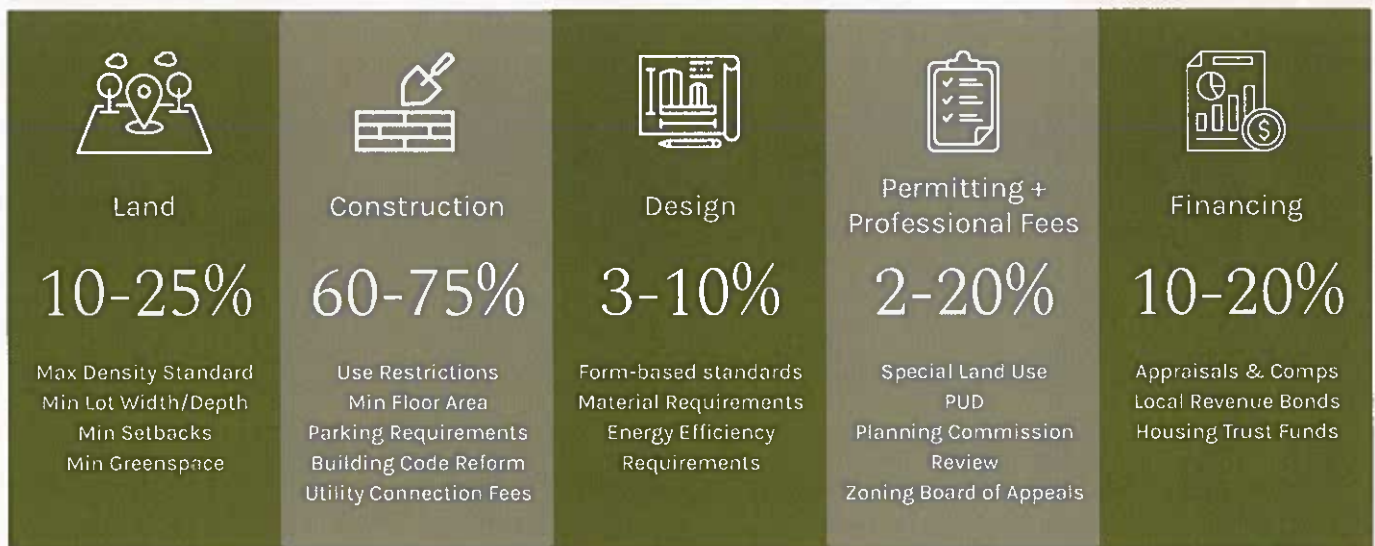 Land
10-25%
Max Density Standard
Min Lot Width/Depth
Min Setbacks
Min Greenspace
Construction
60-75%
Use Restrictions
Min Floor Area
Parking Requirements
Building Code Reform
Utility Connection Fees
Design
3-10%
Form-based standards
Material Requirements
Energy Efficiency
Requirements
Permitting +
Professional Fees
2-20%
Special Land Use
PUD
Planning Commission
Review
Zoning Board of Appeals
Financing
10-20%
Appraisals & Comps
Local Revenue Bonds
Housing Trust Funds